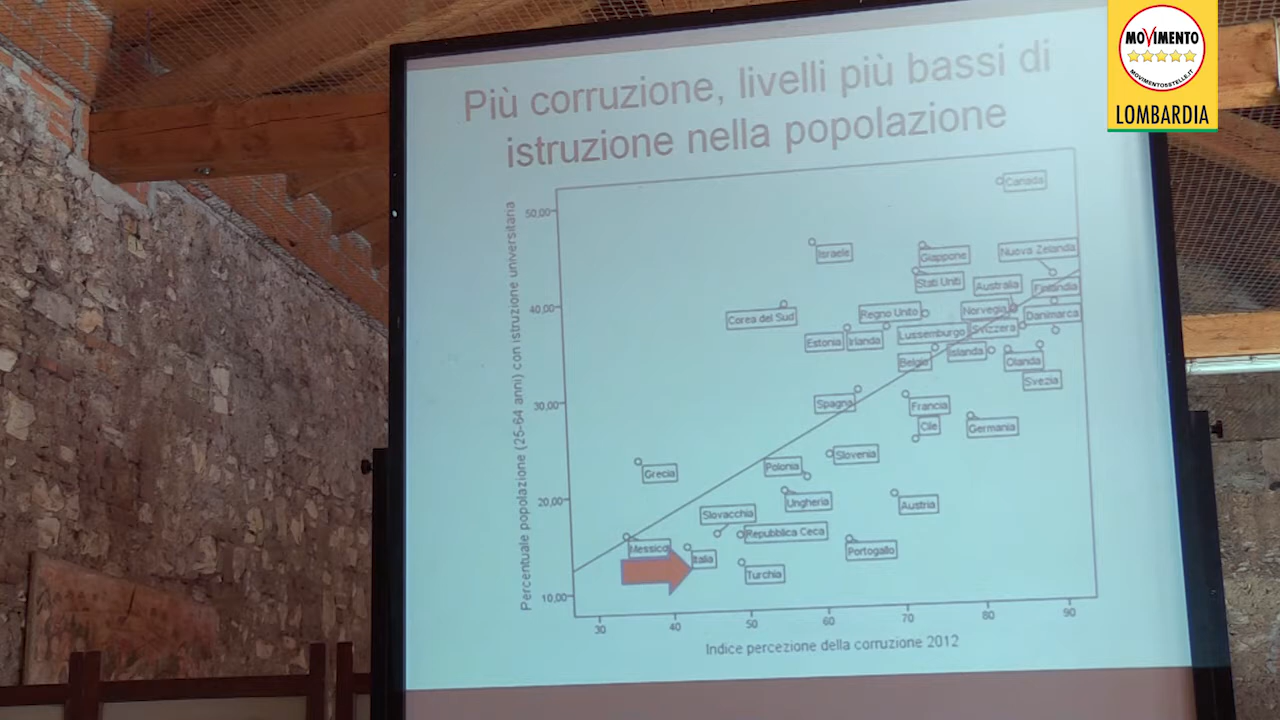 MOVIMENTO
MOVIMENTO5STELLE.IT
LOMBARDIA
Più corruzione, livelli più bassi di
istruzione nella popolazione
Percentuale popolazione (25-64 anni) con istruzione universitaria
50,00
40,00
30,00
20,00
10,00
Canada
Israele
Giappone
Nuova Zelanda
Stati Uniti
Australia
Finlandia
Corea del Sud
Regno Unito
Norvegia
Danimarca
Estonia
Irlanda
Lussemburgo
Svizzera
Belgio
Islanda
Olanda
Svezia
Spagna
Francia
Cile
Germania
Grecia
Polonia
Slovenia
Ungheria
Austria
Slovacchia
Repubblica Ceca
Messico
Italia
Portogallo
Turchia
30
40
50
60
70
80
90
Indice percezione della corruzione 2012